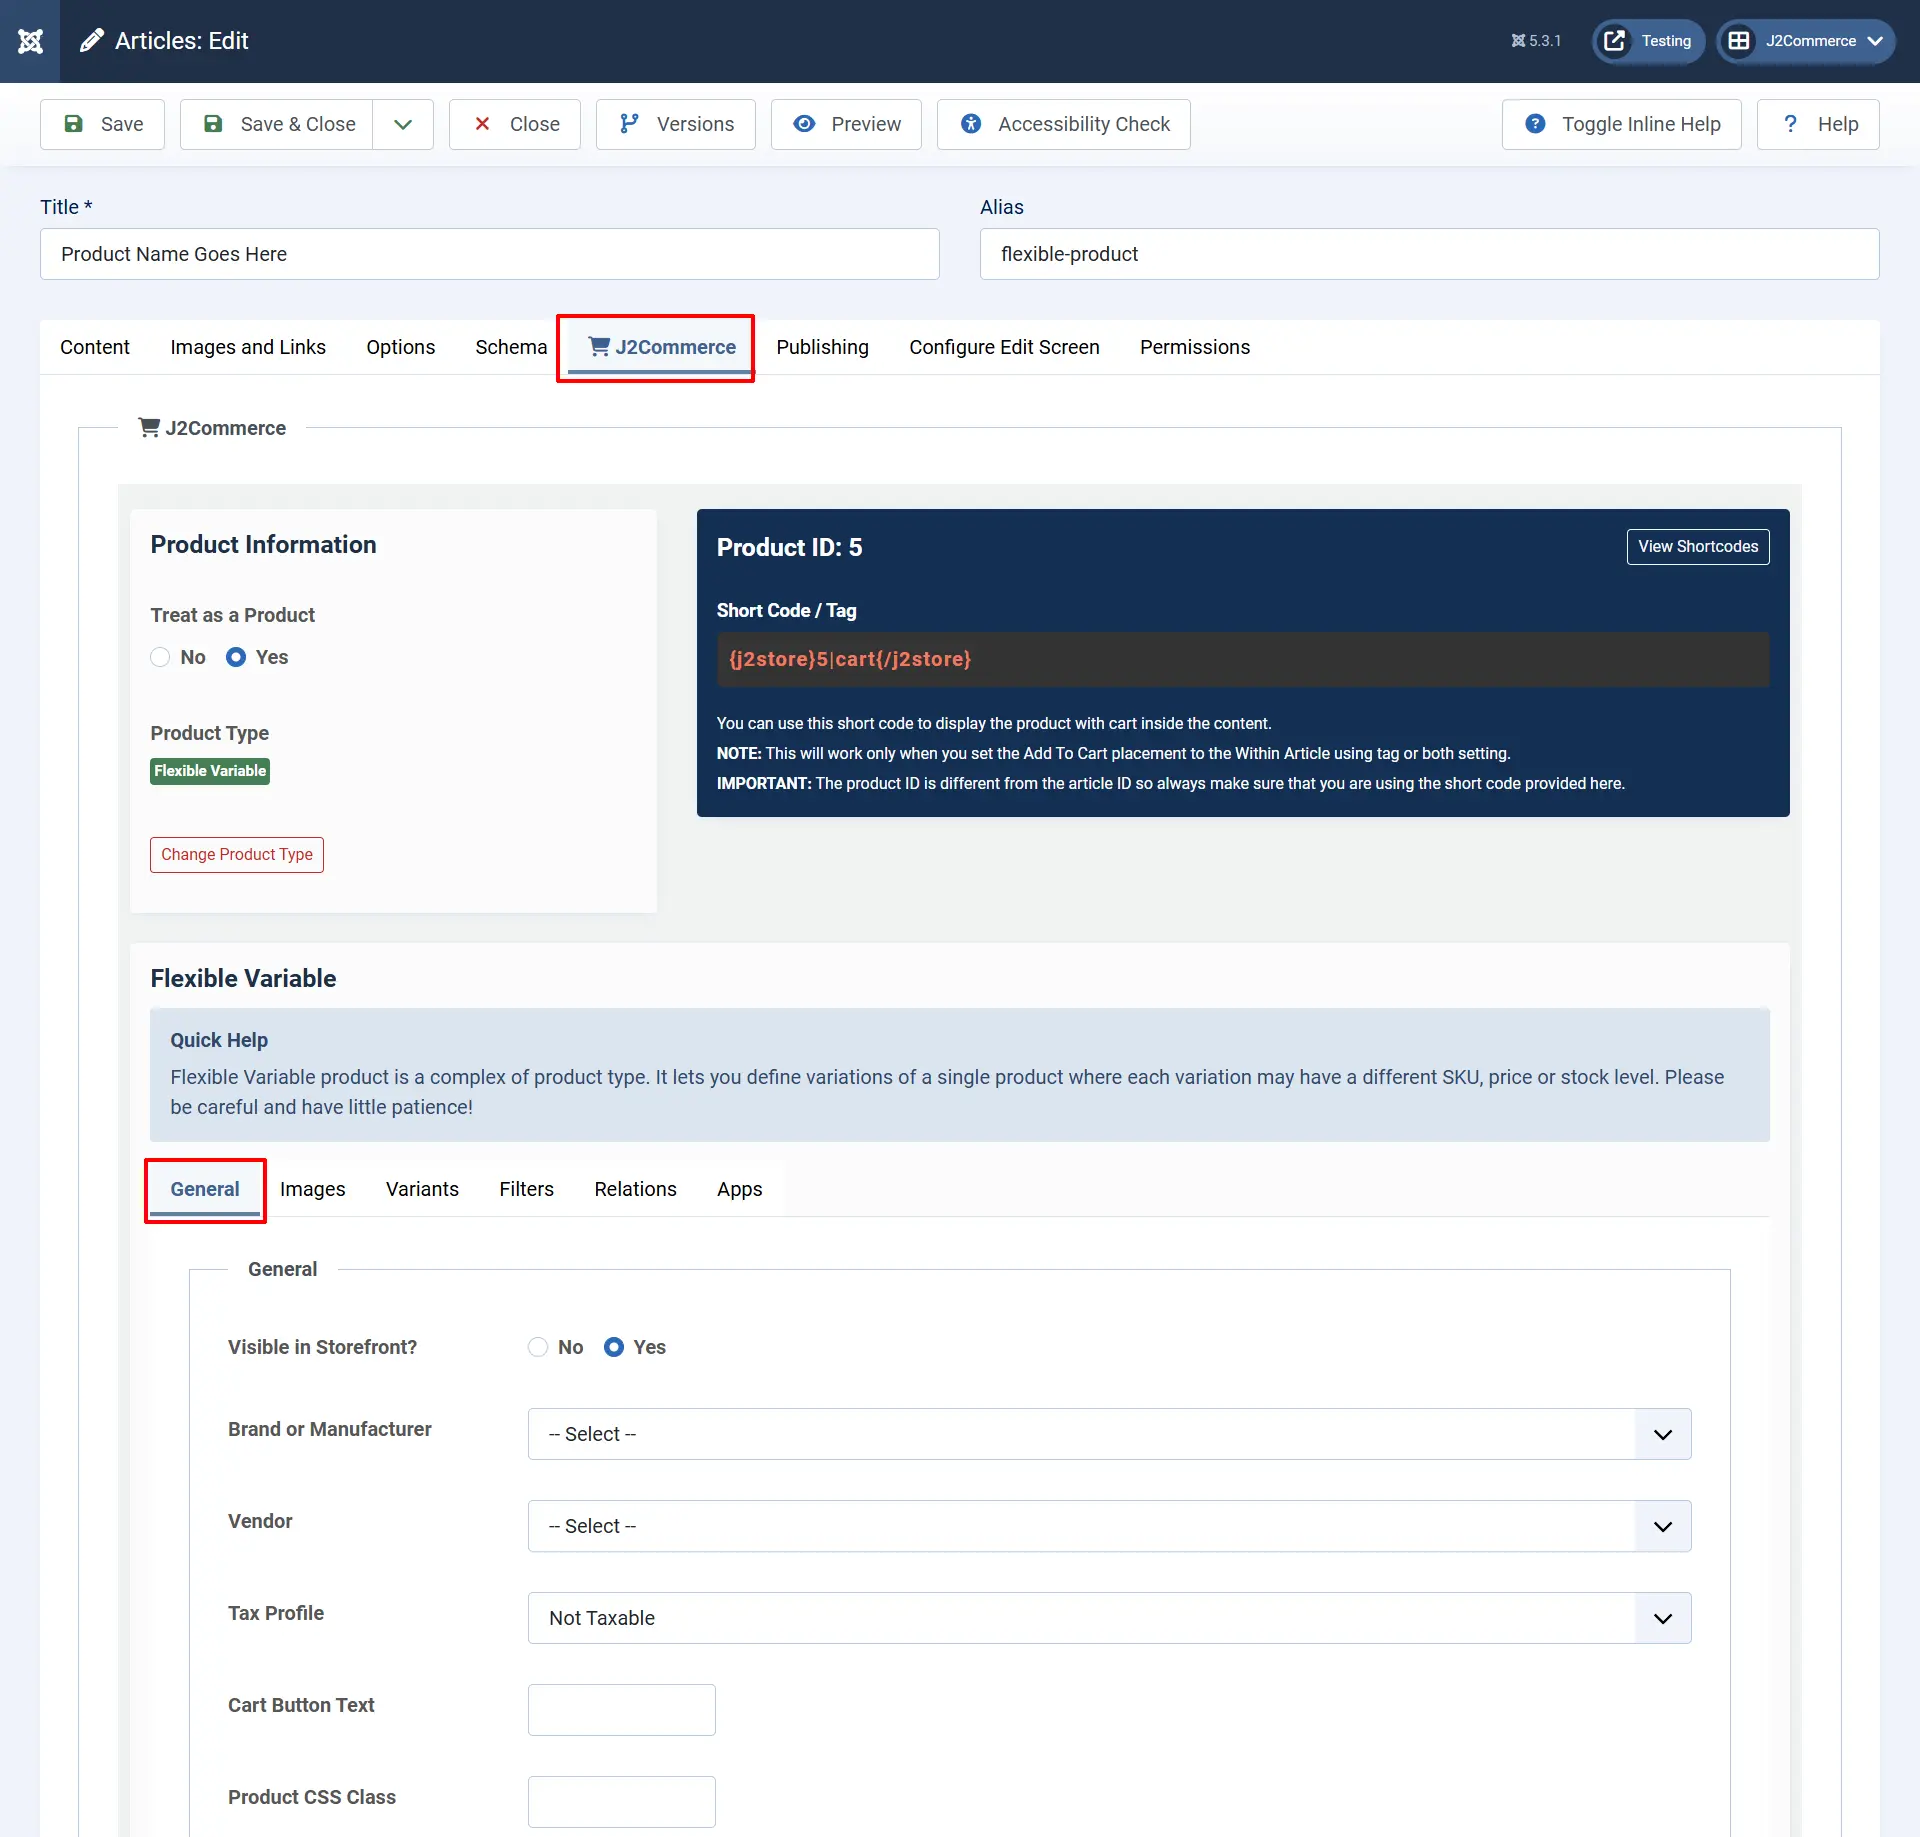 Articles: Edit
5.3.1
Testing
J2Commerce
Save
Save & Close
Close
Versions
Preview
Accessibility Check
Toggle Inline Help
? Help
Title *
Alias
Product Name Goes Here
flexible-product
Content
Images and Links
Options
Schema
J2Commerce
Publishing
Configure Edit Screen
Permissions
J2Commerce
Product Information
Treat as a Product
No
Yes
Product Type
Flexible Variable
Change Product Type
Product ID: 5
View Shortcodes
Short Code / Tag
{j2store}5|cart{/j2store}
You can use this short code to display the product with cart inside the content.
NOTE: This will work only when you set the Add To Cart placement to the Within Article using tag or both setting.
IMPORTANT: The product ID is different from the article ID so always make sure that you are using the short code provided here.
Flexible Variable
Quick Help
Flexible Variable product is a complex of product type. It lets you define variations of a single product where each variation may have a different SKU, price or stock level. Please
be careful and have little patience!
General
Images
Variants
Filters
Relations
Apps
General
Visible in Storefront?
No
Yes
Brand or Manufacturer
-- Select --
Vendor
-- Select --
Tax Profile
Not Taxable
Cart Button Text
Product CSS Class